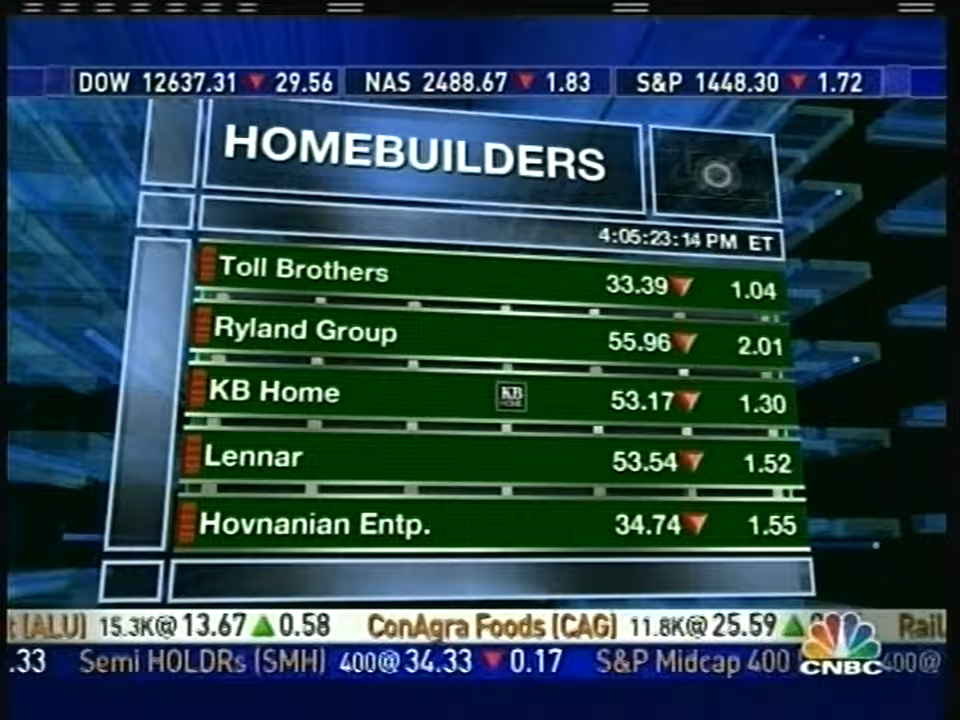 DOW 12637.31 ▼ 29.56 NAS 2488.67 ▼ 1.83 S&P 1448.30 ▼ 1.72
HOMEBUILDERS
4:05:23:14 PM ET
Toll Brothers 33.39 ▼ 1.04
Ryland Group 55.96 ▼ 2.01
KB Home KB HOME 53.17 ▼ 1.30
Lennar 53.54 ▼ 1.52
Hovnanian Entp. 34.74 ▼ 1.55
(ALU) 15.3K@ 13.67 ▲ 0.58 ConAgra Foods (CAG) 11.8K@ 25.59 ▲ Rail
.33 Semi HOLDRs (SMH) 400@ 34.33 ▼ 0.17 S&P Midcap 400 400@
CNBC